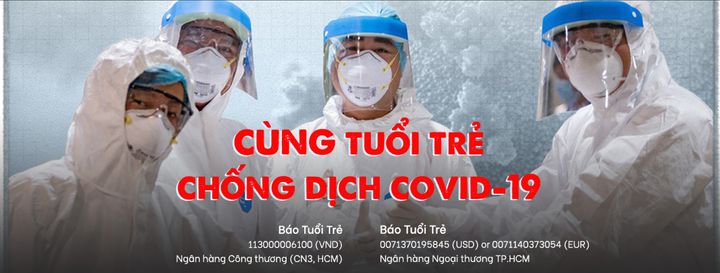 CÙNG TUỔI TRẺ
CHỐNG DỊCH COVID-19
Báo Tuổi Trẻ
113000006100 (VND)
Ngân hàng Công thương (CN3, HCM)
Báo Tuổi Trẻ
0071370195845 (USD) or 0071140373054 (EUR)
Ngân hàng Ngoại thương TP.HCM